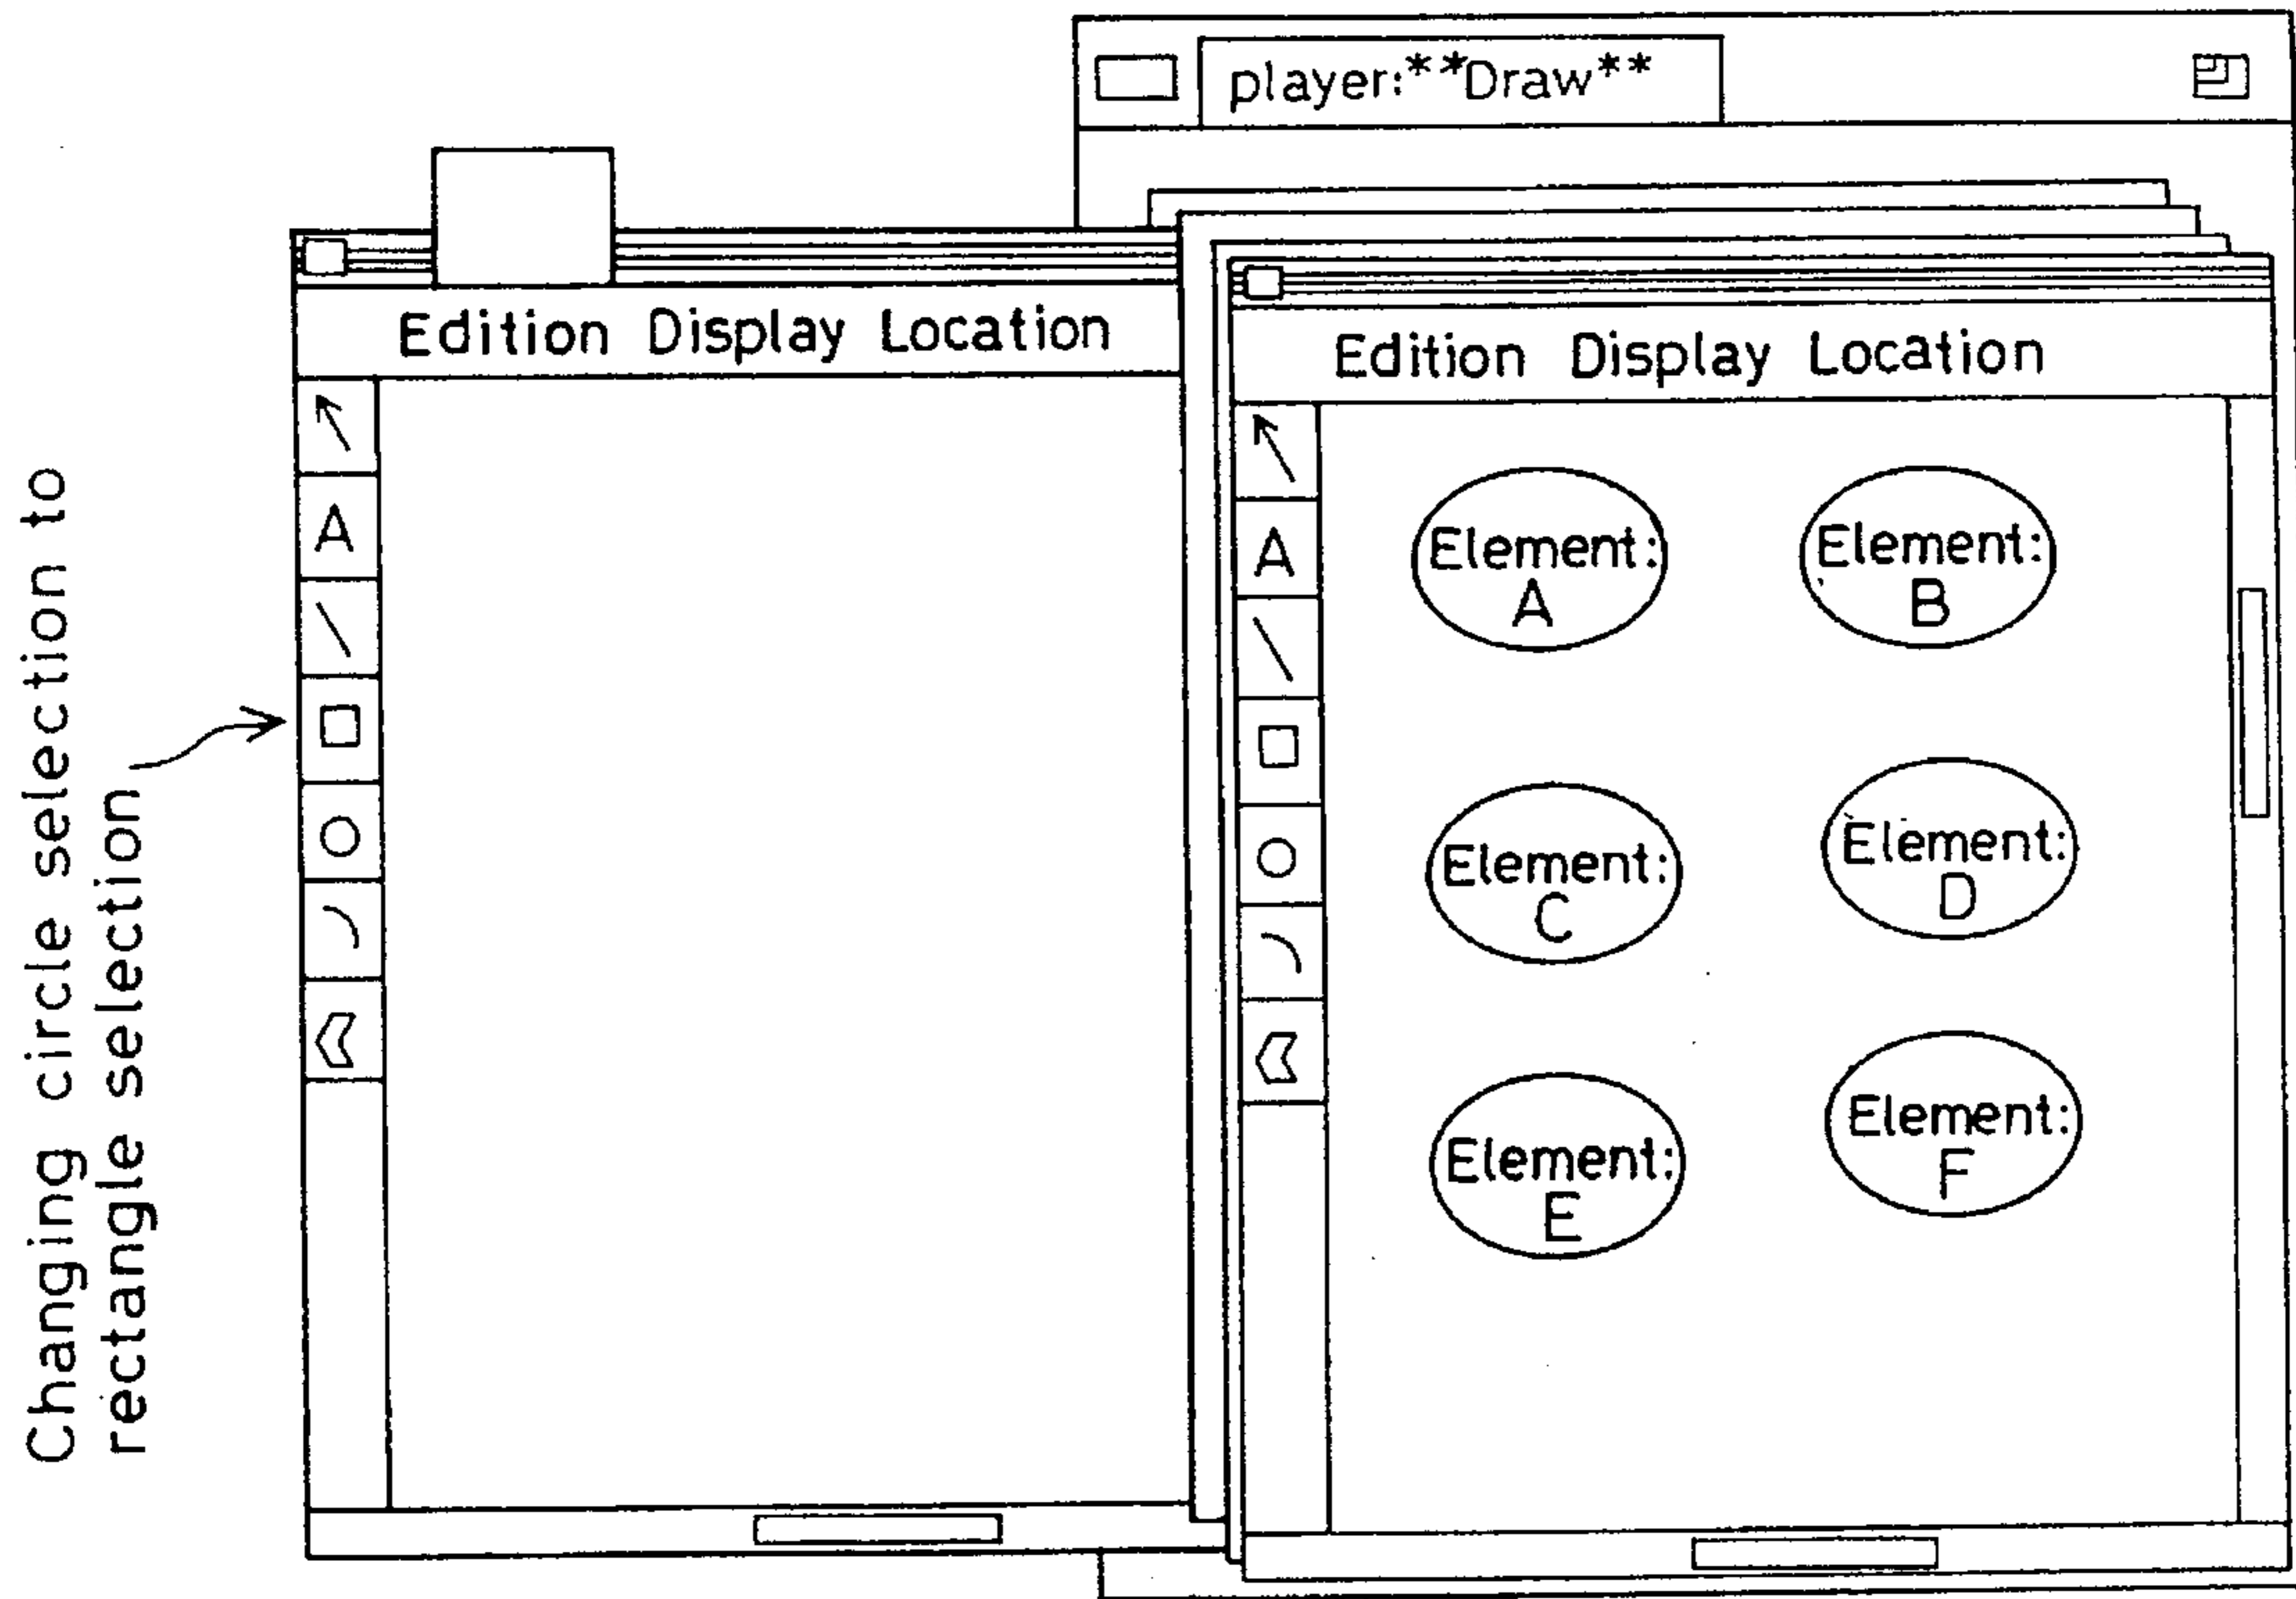 player:**Draw**
Changing circle selection to
rectangle selection
Edition Display Location
A
Edition Display Location
A
Element:
A
Element:
B
Element:
C
Element:
D
Element:
E
Element:
F